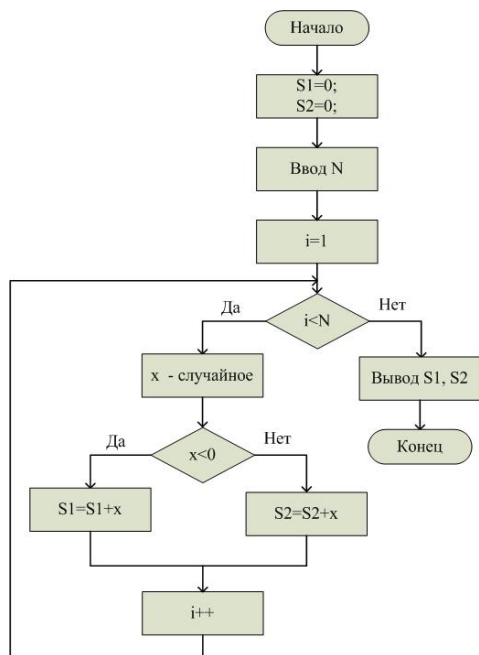 Начало
S1=0;
S2=0;
Ввод N
i=1
i<N
Да
Нет
x - случайное
Вывод S1, S2
x<0
Да
Нет
Конец
S1=S1+x
S2=S2+x
i++